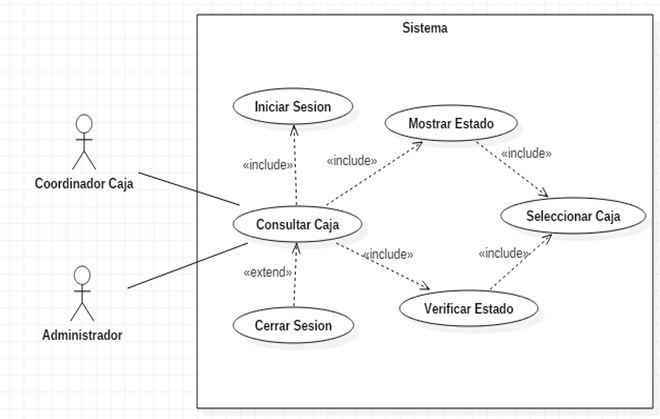 Sistema
Iniciar Sesion
Mostrar Estado
«include»
«include»
«include»
Coordinador Caja
Seleccionar Caja
Consultar Caja
«include»
«include»
«extend»
Administrador
Verificar Estado
Cerrar Sesion